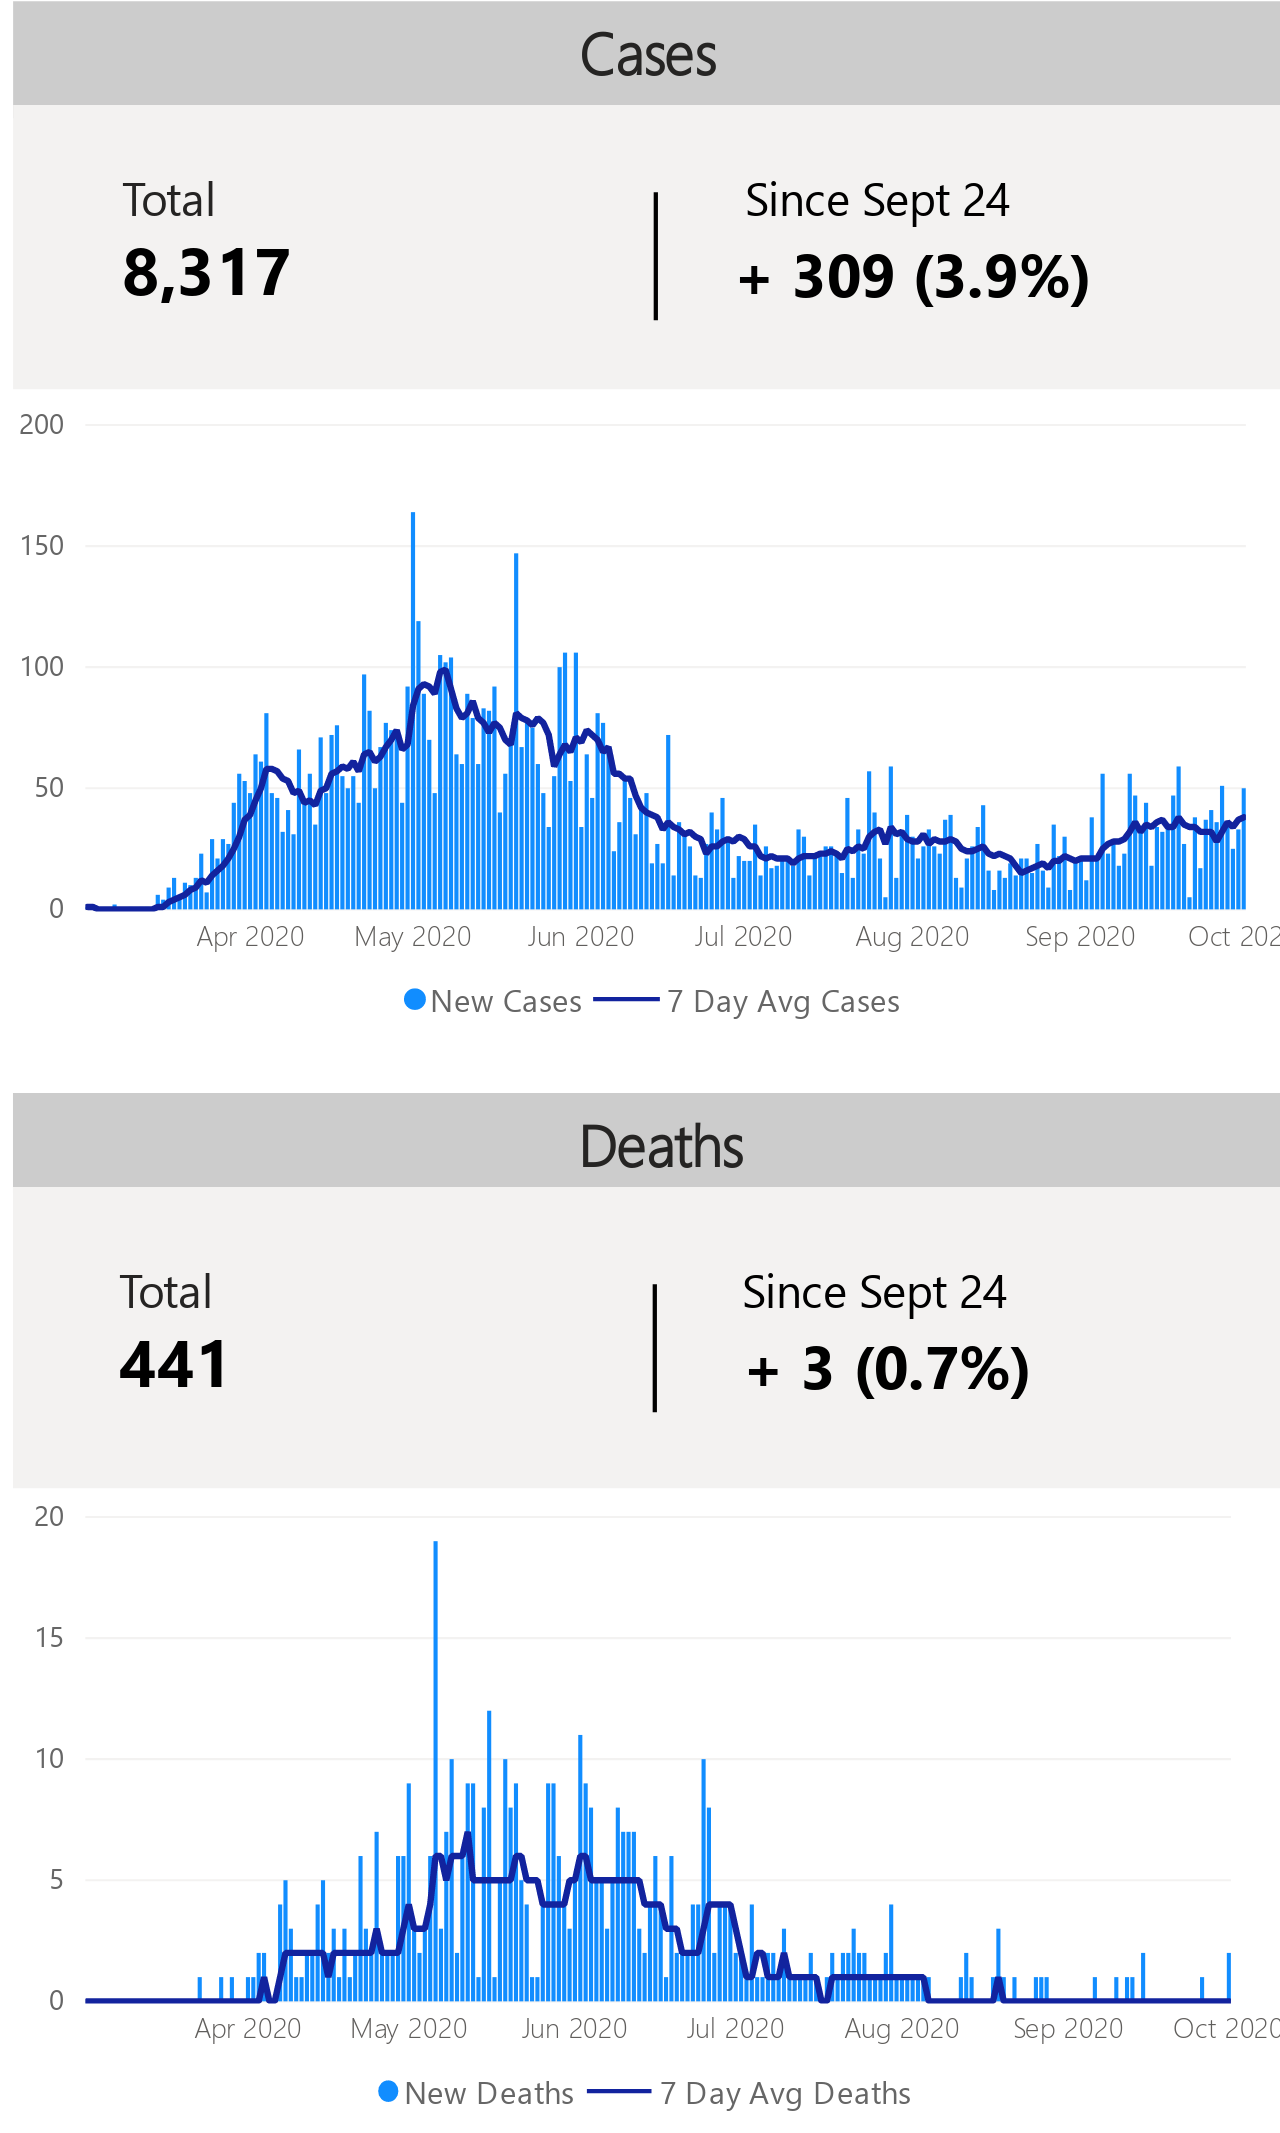 Cases
Total
Since Sept 24
8,317
+ 309 (3.9%)
200
150
100
50
0
Apr 2020 May 2020 Jun 2020 Jul 2020 Aug 2020 Sep 2020 Oct 202
New Cases 7 Day Avg Cases
Deaths
Total
Since Sept 24
441
+ 3 (0.7%)
20
15
10
5
0
Apr 2020 May 2020 Jun 2020 Jul 2020 Aug 2020 Sep 2020 Oct 2020
New Deaths 7 Day Avg Deaths